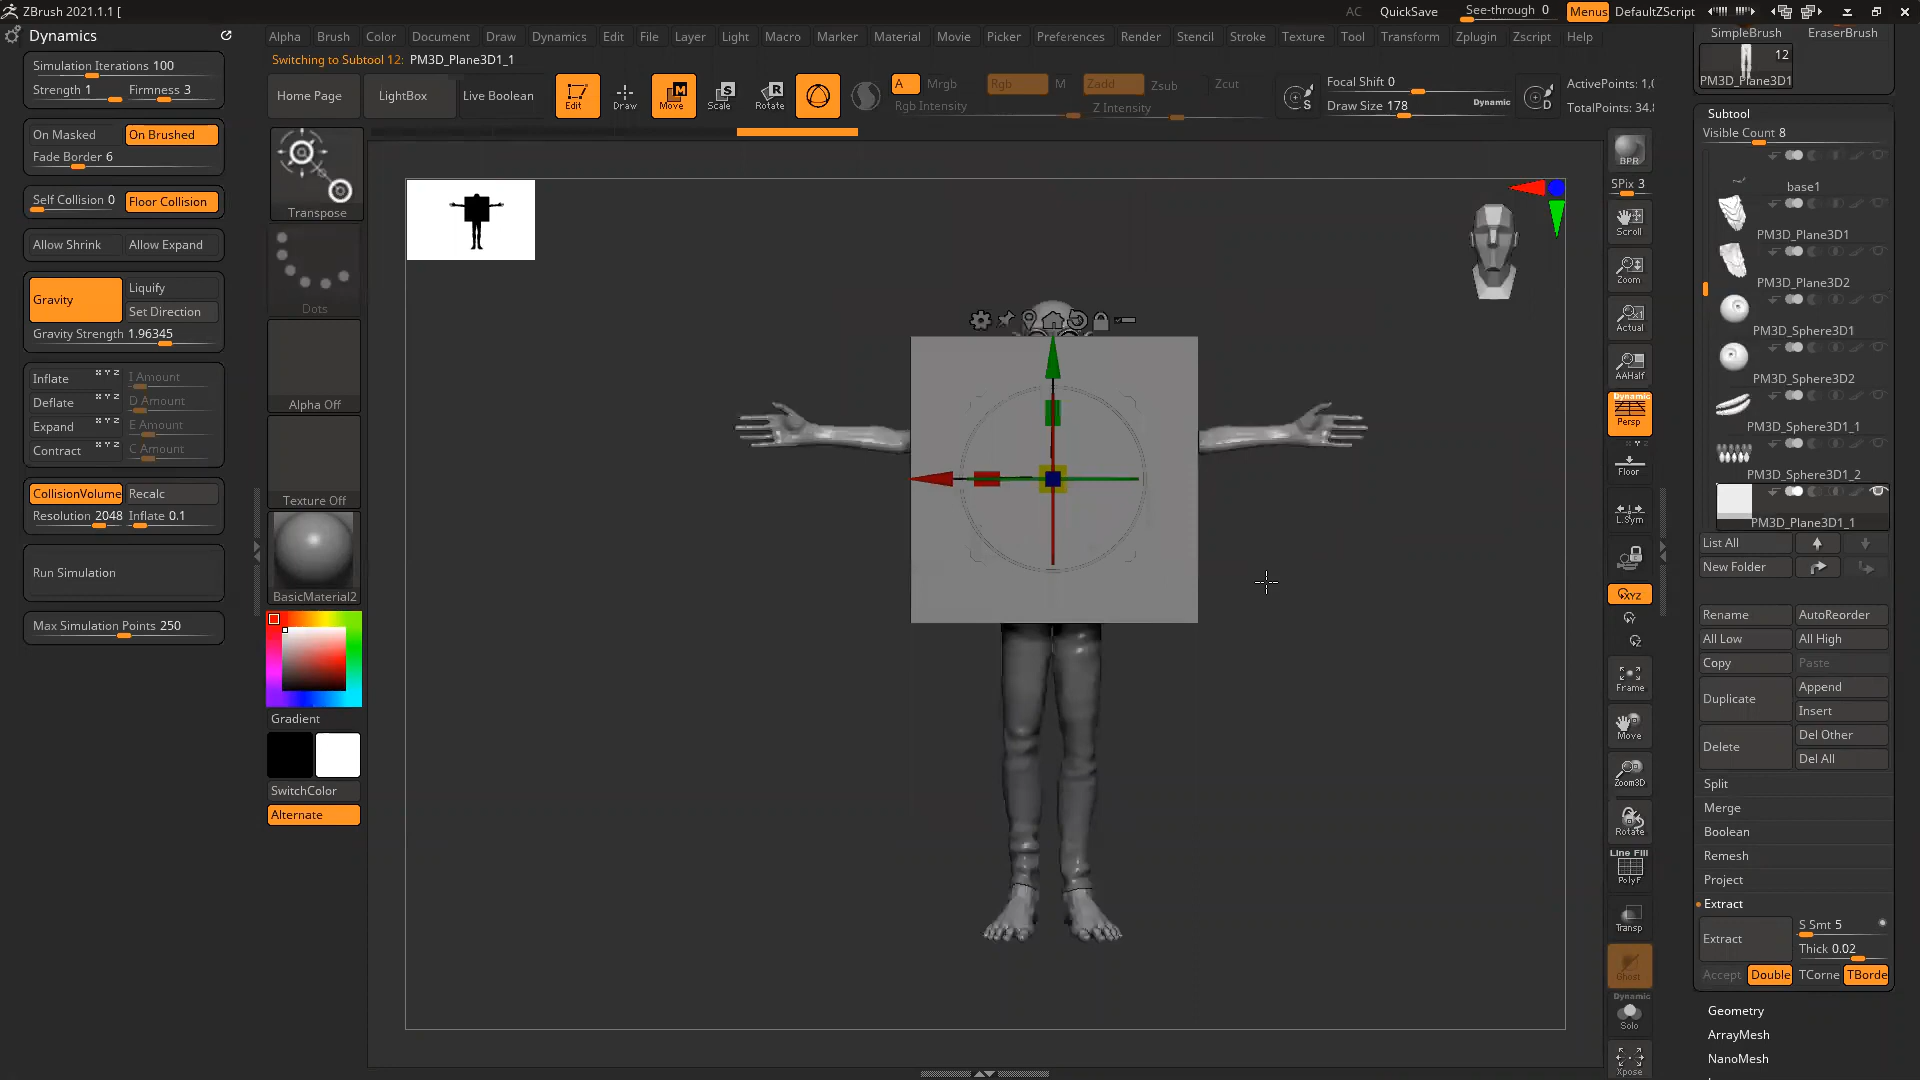 ZBrush 2021.1.1 [
AC QuickSave See-through 0 Menus DefaultZScript
Dynamics
Alpha Brush Color Document Draw Dynamics Edit File Layer Light Macro Marker Material Movie Picker Preferences Render Stencil Stroke Texture Tool Transform Zplugin Zscript Help
Switching to Subtool 12: PM3D_Plane3D1_1
Home Page LightBox Live Boolean Edit Draw Move Scale Rotate
A Mrgb Rgb M Zadd Zsub Zcut
Rgb Intensity Z Intensity
Focal Shift 0
Draw Size 178 Dynamic
ActivePoints: 1,0
TotalPoints: 34.8
Simulation Iterations 100
Strength 1 Firmness 3
On Masked On Brushed
Fade Border 6
Self Collision 0 Floor Collision
Allow Shrink Allow Expand
Gravity Liquify
Set Direction
Gravity Strength 1.96345
Inflate X Y Z I Amount
Deflate X Y Z D Amount
Expand X Y Z E Amount
Contract X Y Z C Amount
CollisionVolume Recalc
Resolution 2048 Inflate 0.1
Run Simulation
Max Simulation Points 250
Transpose
Dots
Alpha Off
Texture Off
BasicMaterial2
Gradient
SwitchColor
Alternate
BPR
SPix 3
Scroll
Zoom
Actual
AAHalf
Dynamic
Persp
Floor
L.Sym
XYZ
Frame
Move
Zoom3D
Rotate
Line Fill
PolyF
Transp
Ghost
Dynamic
Solo
Xpose
SimpleBrush EraserBrush
12
PM3D_Plane3D1
Subtool
Visible Count 8
base1
PM3D_Plane3D1
PM3D_Plane3D2
PM3D_Sphere3D1
PM3D_Sphere3D2
PM3D_Sphere3D1_1
PM3D_Sphere3D1_2
PM3D_Plane3D1_1
List All
New Folder
Rename AutoReorder
All Low All High
Copy Paste
Duplicate Append
Insert
Delete Del Other
Del All
Split
Merge
Boolean
Remesh
Project
Extract
Extract S Smt 5
Thick 0.02
Accept Double TCorne TBorde
Geometry
ArrayMesh
NanoMesh